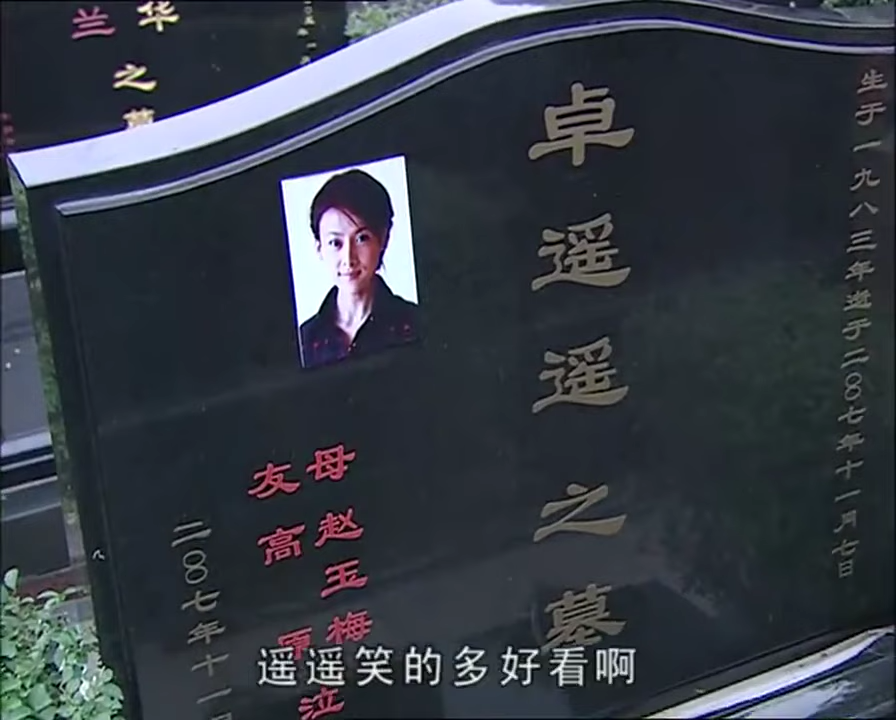 兰
华之墓
生于一九八三年逝于二〇〇七年十一月七日
卓遥遥之墓
母赵玉梅泣
友高原
二〇〇七年十一
遥遥笑的多好看啊